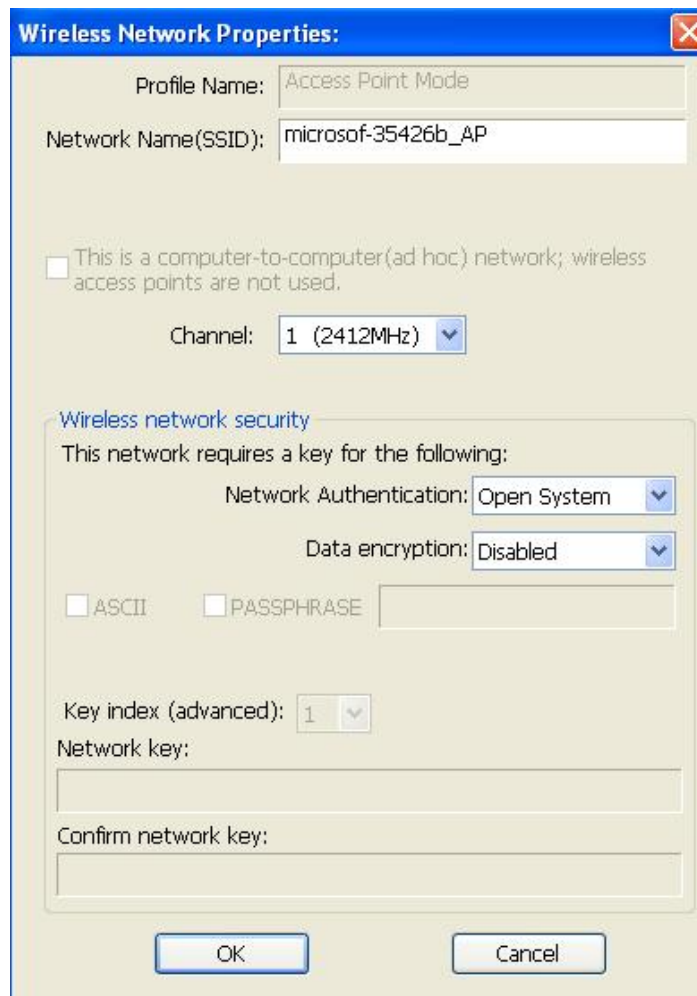 Wireless Network Properties:
Profile Name: Access Point Mode
Network Name(SSID): microsof-35426b_AP
This is a computer-to-computer(ad hoc) network; wireless
access points are not used.
Channel: 1 (2412MHz)
Wireless network security
This network requires a key for the following:
Network Authentication: Open System
Data encryption: Disabled
ASCII PASSPHRASE
Key index (advanced): 1
Network key:
Confirm network key:
OK Cancel